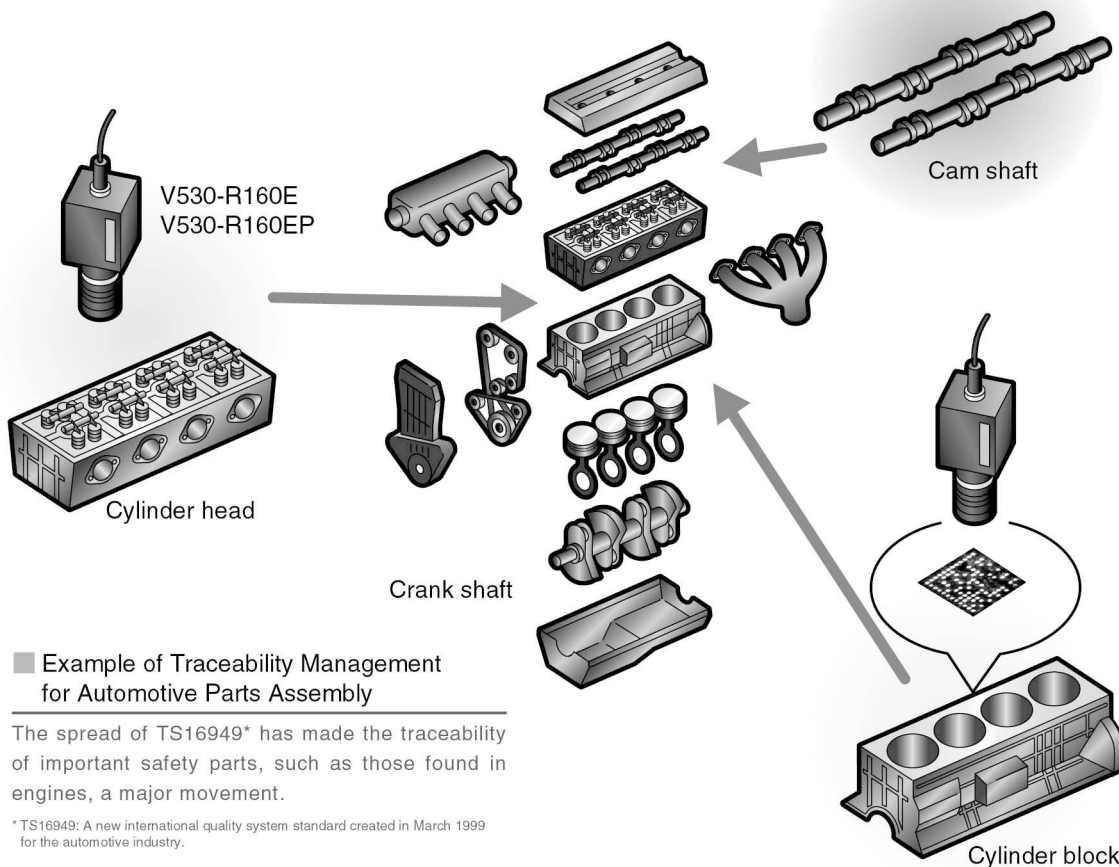 Cam shaft
V530-R160E
V530-R160EP
Cylinder head
Crank shaft
Example of Traceability Management
for Automotive Parts Assembly
The spread of TS16949* has made the traceability
of important safety parts, such as those found in
engines, a major movement.
* TS16949: A new international quality system standard created in March 1999
for the automotive industry.
Cylinder block